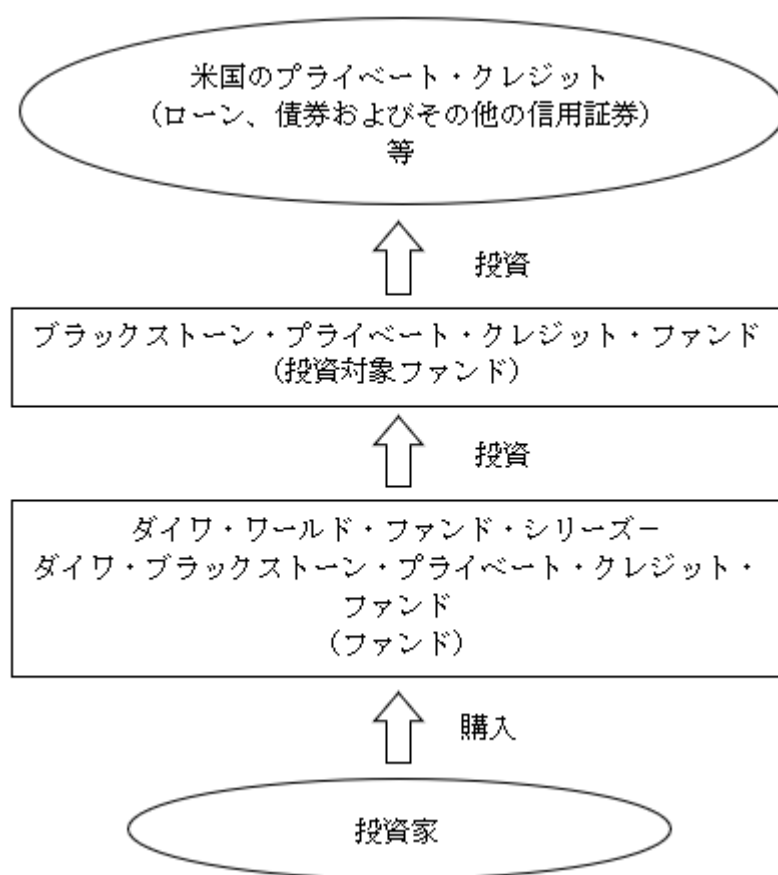 米国のプライベート・クレジット
(ローン、債券およびその他の信用証券)
等
投資
ブラックストーン・プライベート・クレジット・ファンド
(投資対象ファンド)
投資
ダイワ・ワールド・ファンド・シリーズ－
ダイワ・ブラックストーン・プライベート・クレジット・
ファンド
(ファンド)
購入
投資家